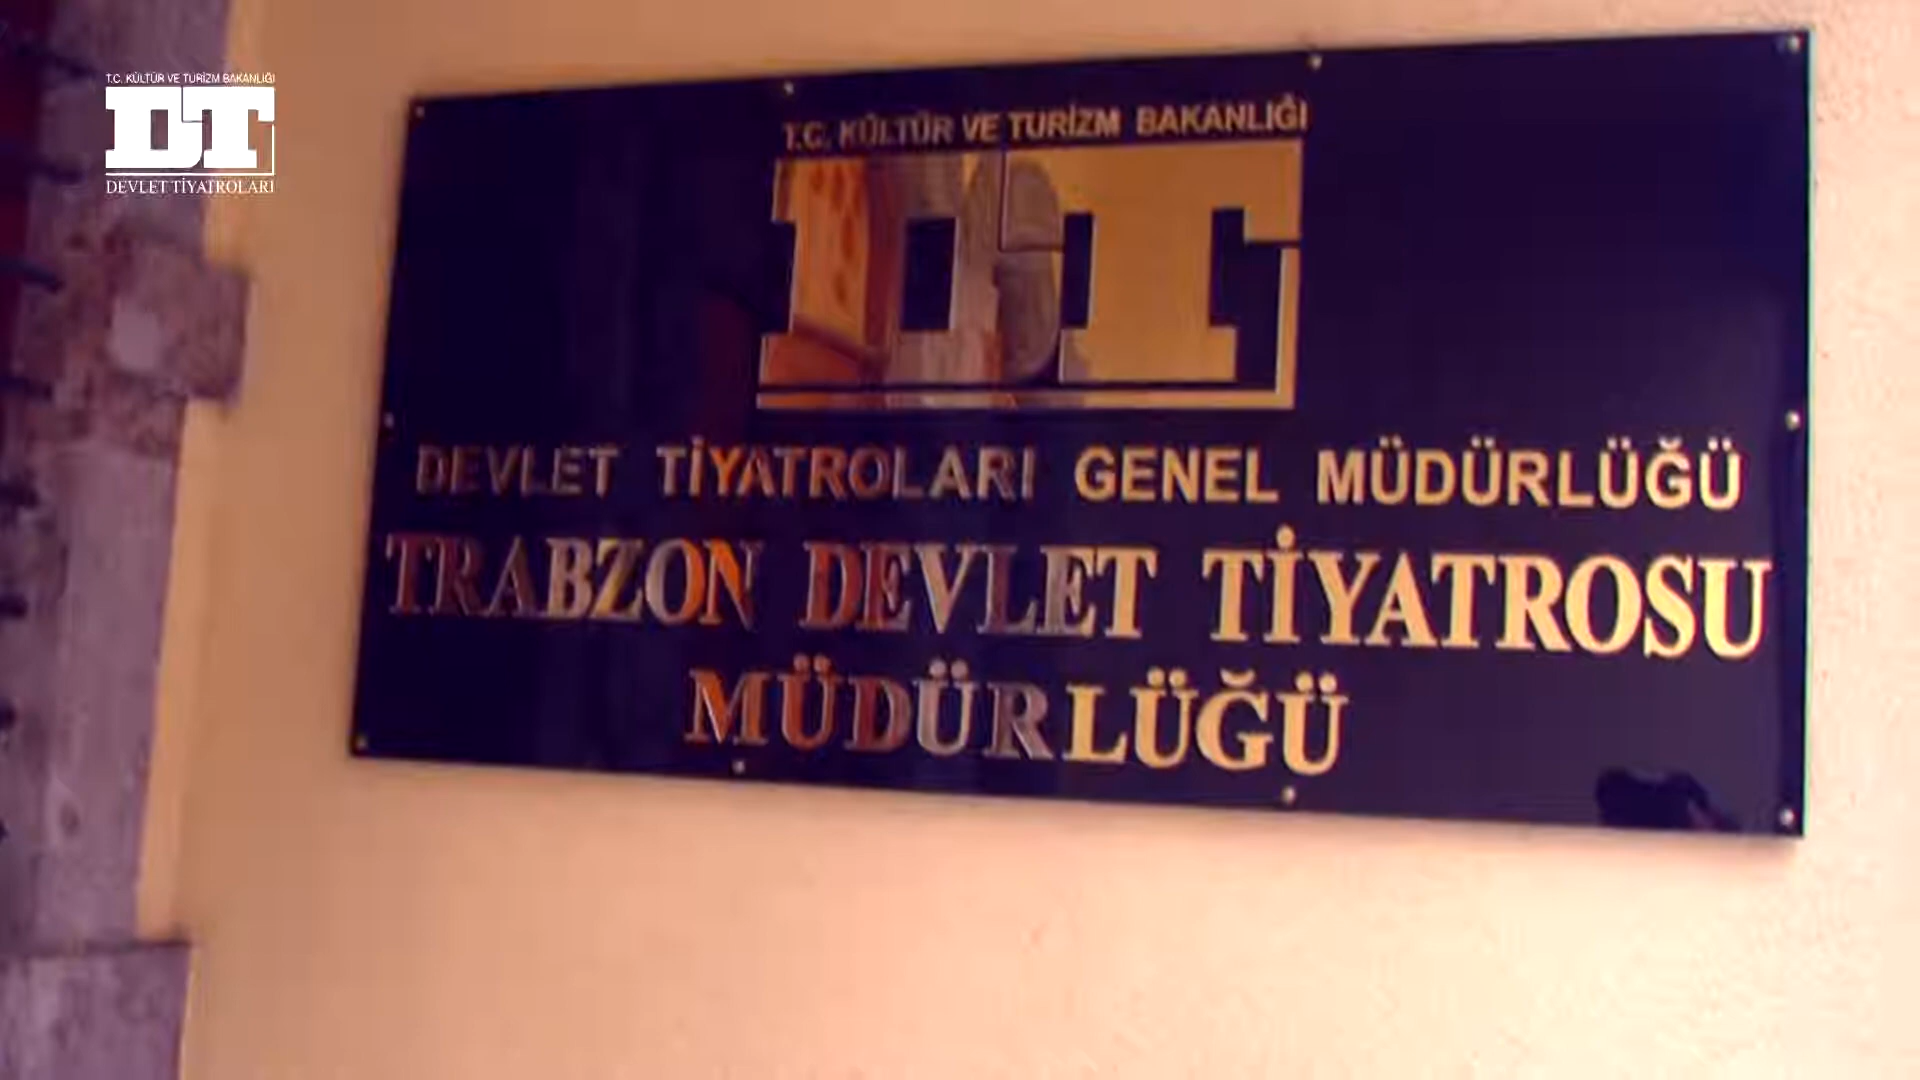 T.C. KÜLTÜR VE TURİZM BAKANLIĞI
DT
DEVLET TİYATROLARI
T.C. KÜLTÜR VE TURİZM BAKANLIĞI
DT
DEVLET TİYATROLARI GENEL MÜDÜRLÜĞÜ
TRABZON DEVLET TİYATROSU
MÜDÜRLÜĞÜ